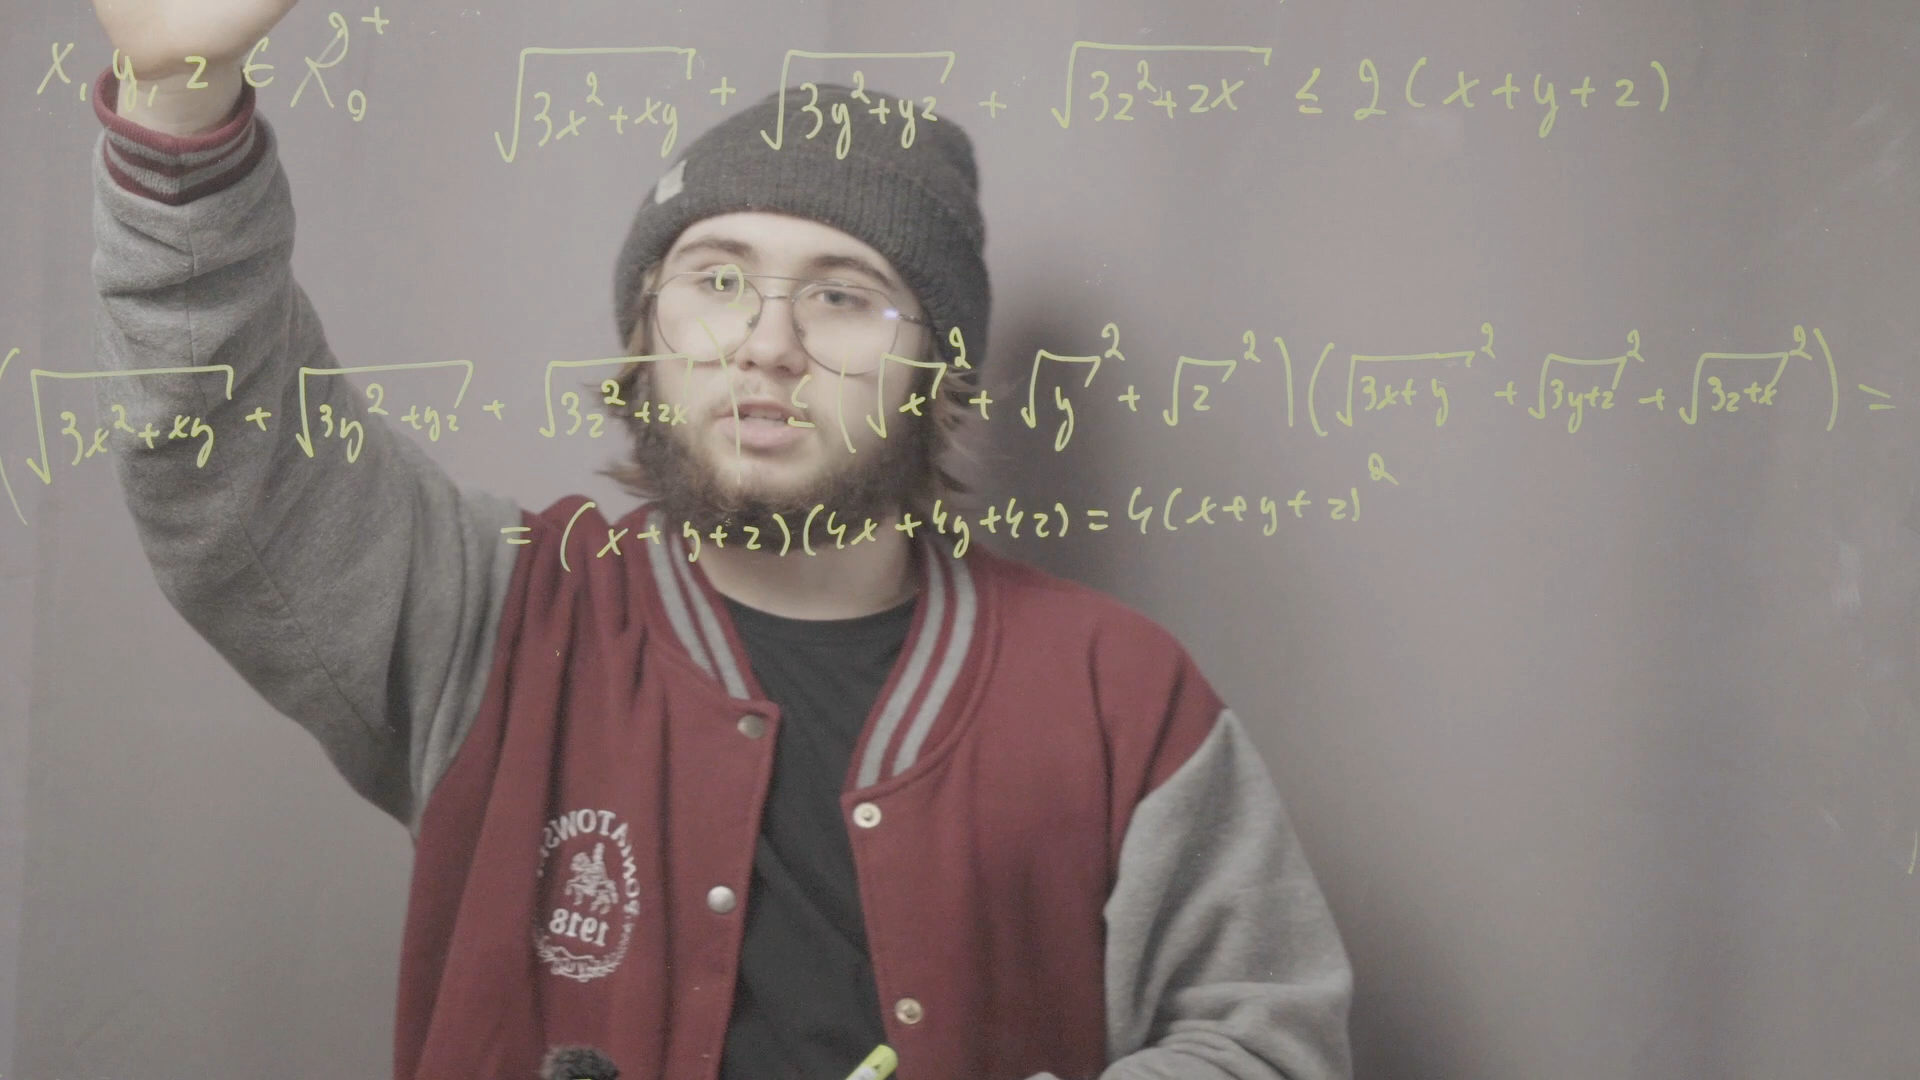 x, y, z ∈ R₀⁺ √(3x²+xy) + √(3y²+yz) + √(3z²+zx) ≤ 2(x+y+z)
(√(3x²+xy) + √(3y²+yz) + √(3z²+zx))² ≤ (√x² + √y² + √z²)(√(3x+y)² + √(3y+z)² + √(3z+x)²) =
= (x+y+z)(4x+4y+4z) = 4(x+y+z)²
1918